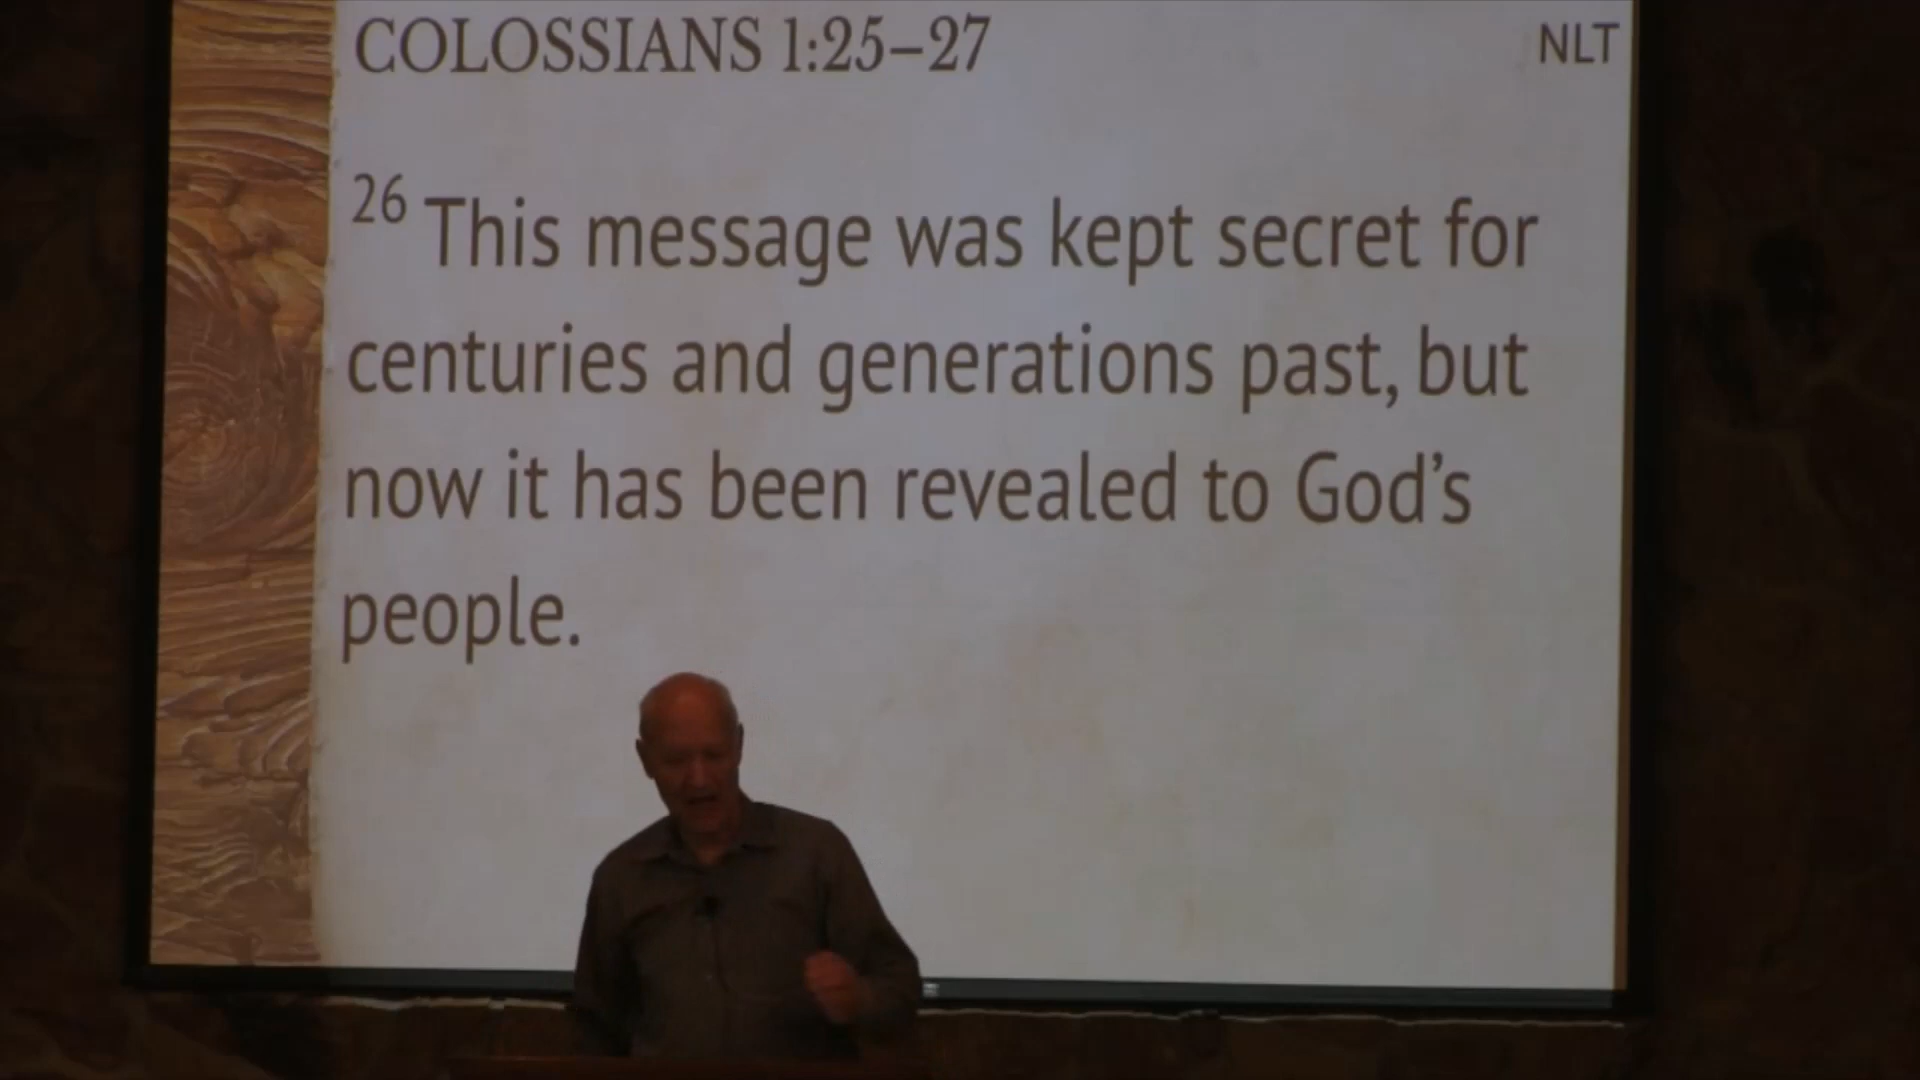 COLOSSIANS 1:25–27
NLT
26 This message was kept secret for
centuries and generations past, but
now it has been revealed to God’s
people.